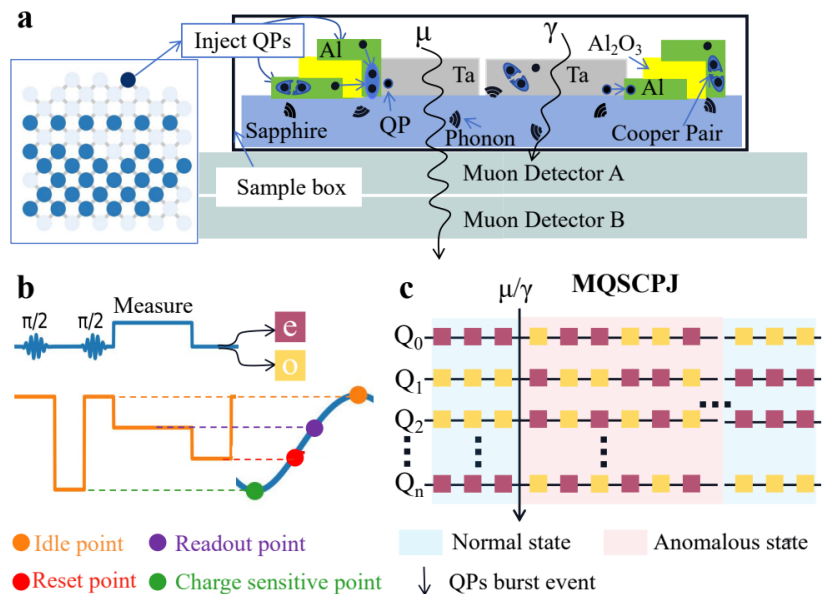 a
Inject QPs
μ
γ
Al₂O₃
Al
Ta
Ta
Al
Sapphire
QP
Phonon
Cooper Pair
Sample box
Muon Detector A
Muon Detector B
b
π/2
π/2
Measure
e
o
Idle point
Readout point
Reset point
Charge sensitive point
c
μ/γ
MQSCPJ
Q₀
Q₁
Q₂
Qₙ
Normal state
Anomalous state
QPs burst event